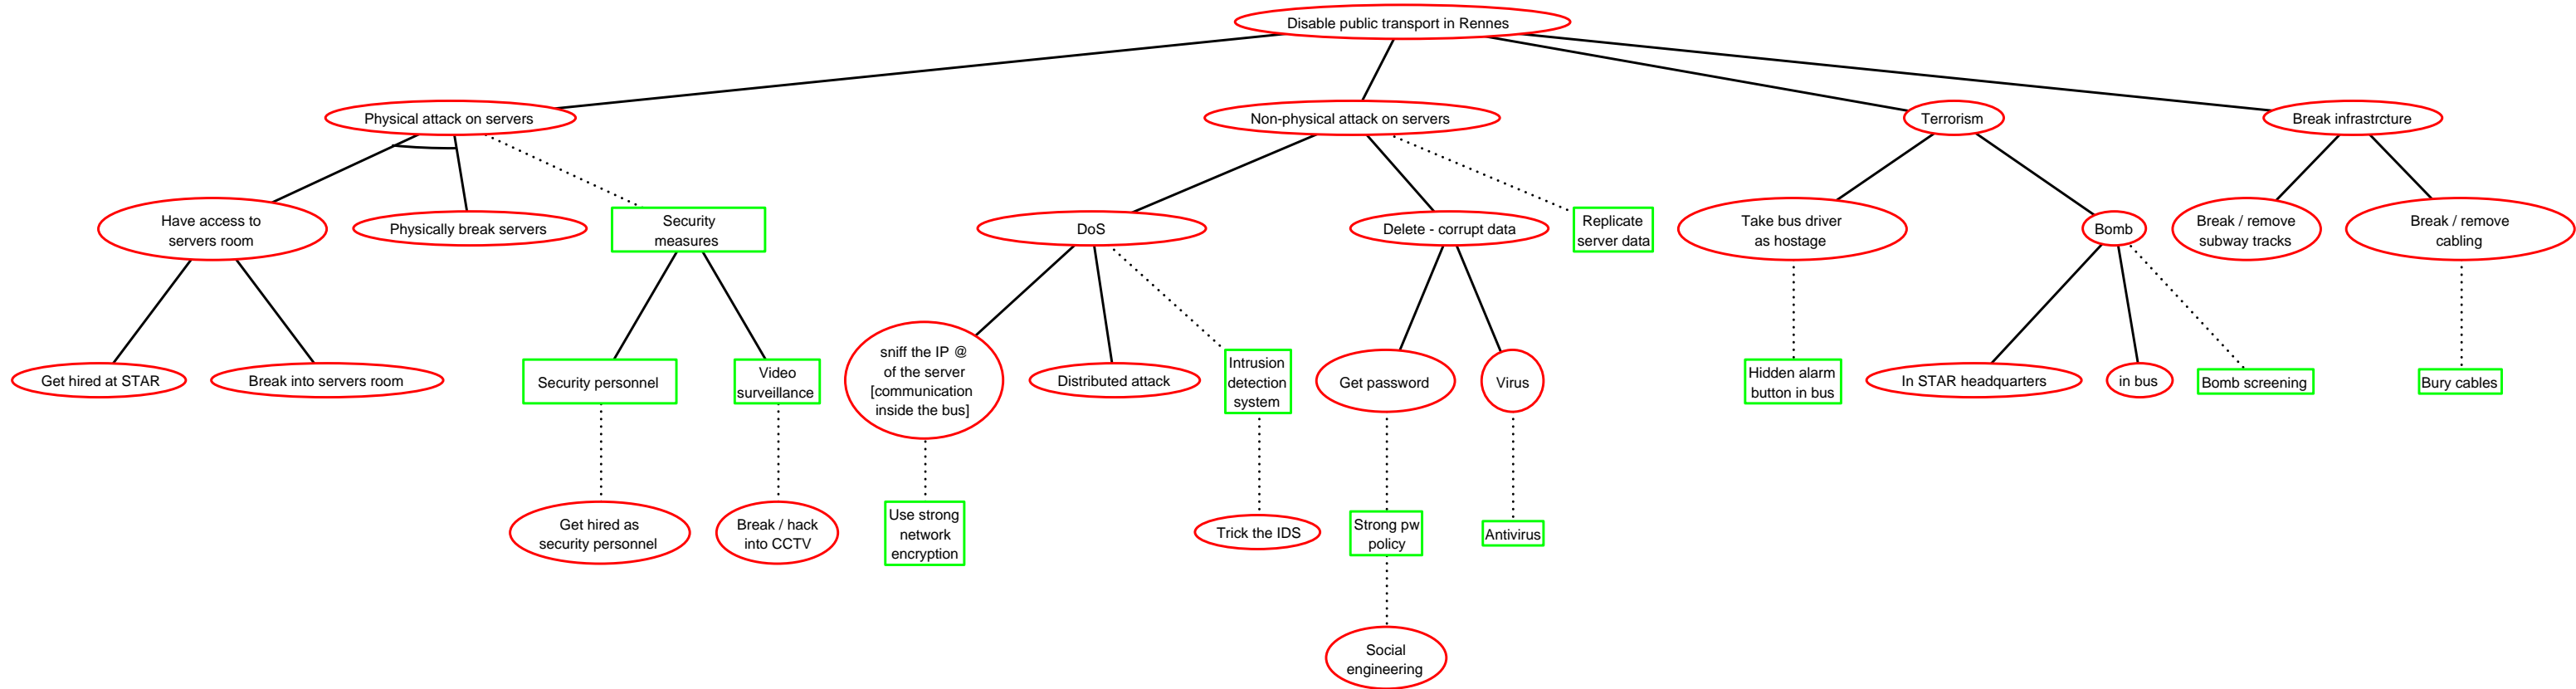 Disable public transport in Rennes
Physical attack on servers
Non-physical attack on servers
Terrorism
Break infrastrcture
Have access to
servers room
Physically break servers
Security
measures
DoS
Delete - corrupt data
Replicate
server data
Take bus driver
as hostage
Bomb
Break / remove
subway tracks
Break / remove
cabling
Get hired at STAR
Break into servers room
Security personnel
Video
surveillance
sniff the IP @
of the server
[communication
inside the bus]
Distributed attack
Intrusion
detection
system
Get password
Virus
Hidden alarm
button in bus
In STAR headquarters
in bus
Bomb screening
Bury cables
Get hired as
security personnel
Break / hack
into CCTV
Use strong
network
encryption
Trick the IDS
Strong pw
policy
Antivirus
Social
engineering